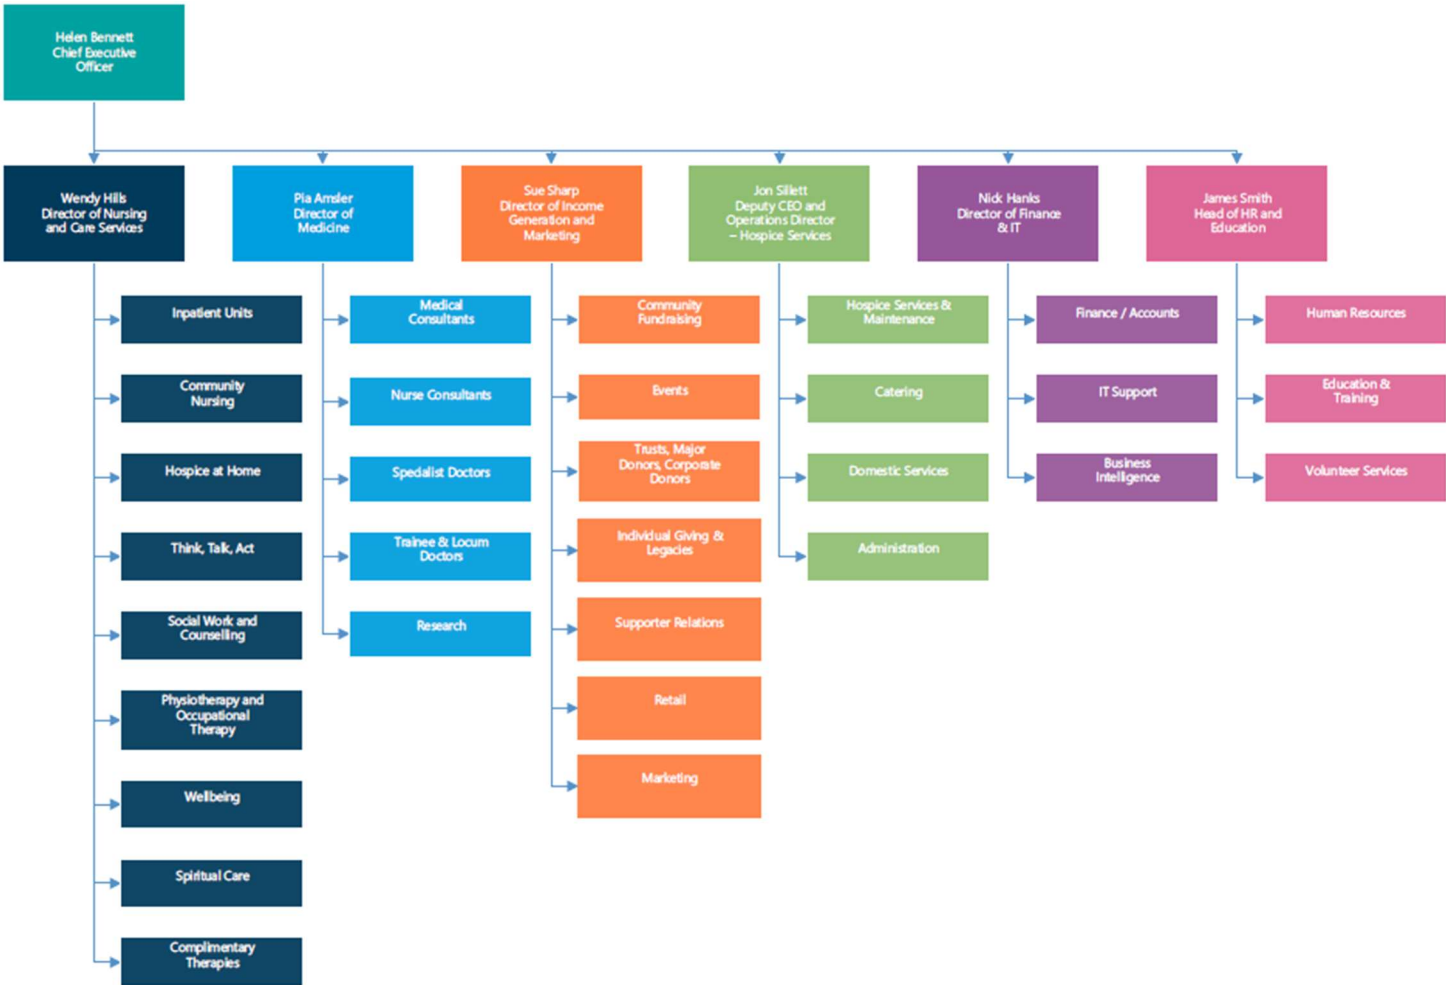 Helen Bennett
Chief Executive
Officer
Wendy Hills
Director of Nursing
and Care Services
Pia Amsler
Director of
Medicine
Sue Sharp
Director of Income
Generation and
Marketing
Jon Sillett
Deputy CEO and
Operations Director
– Hospice Services
Nick Hanks
Director of Finance
& IT
James Smith
Head of HR and
Education
Inpatient Units
Community
Nursing
Hospice at Home
Think, Talk, Act
Social Work and
Counselling
Physiotherapy and
Occupational
Therapy
Wellbeing
Spiritual Care
Complimentary
Therapies
Medical
Consultants
Nurse Consultants
Specialist Doctors
Trainee & Locum
Doctors
Research
Community
Fundraising
Events
Trusts, Major
Donors, Corporate
Donors
Individual Giving &
Legacies
Supporter Relations
Retail
Marketing
Hospice Services &
Maintenance
Catering
Domestic Services
Administration
Finance / Accounts
IT Support
Business
Intelligence
Human Resources
Education &
Training
Volunteer Services